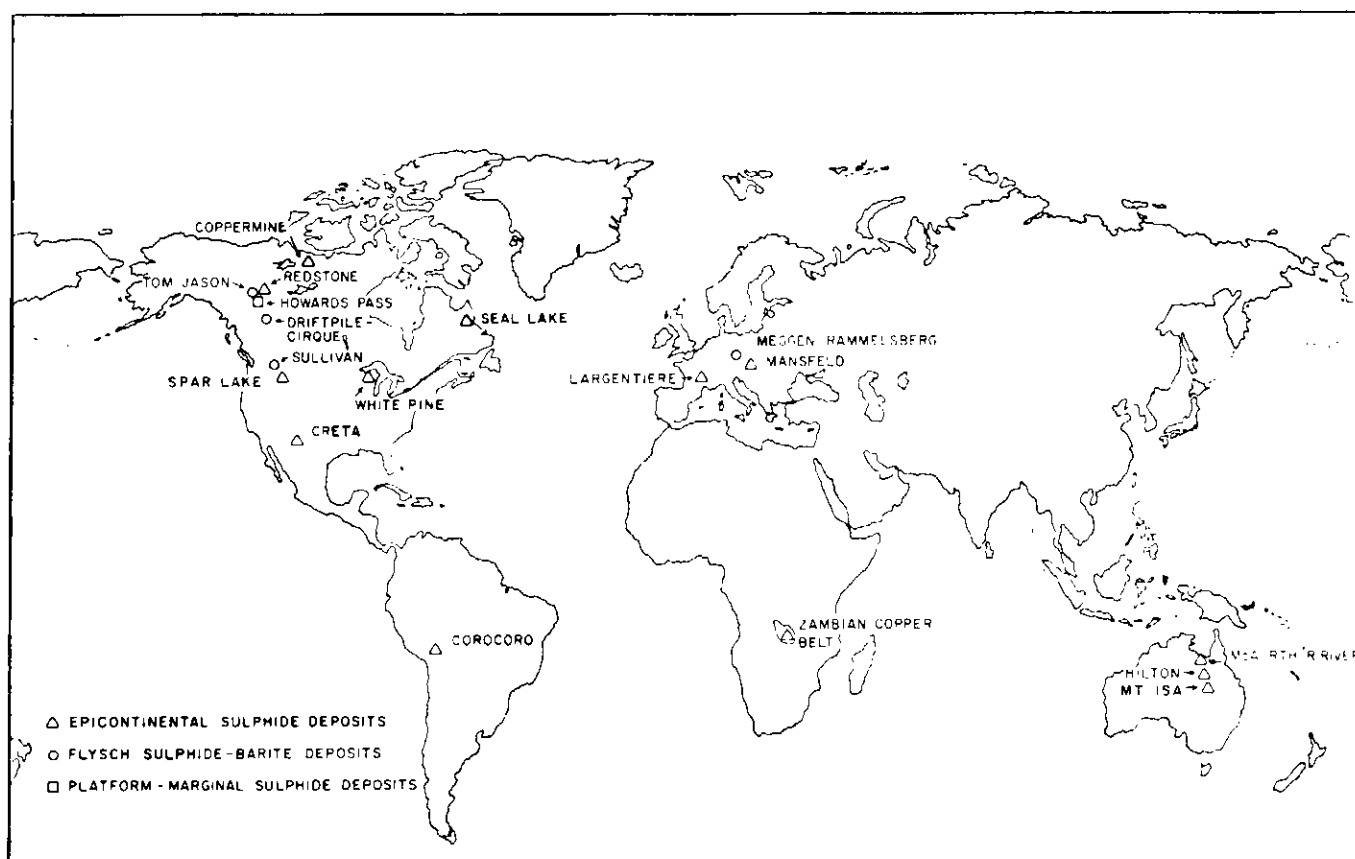 COPPERMINE
TOM JASON
REDSTONE
HOWARDS PASS
DRIFTPILE-
CIRQUE
SULLIVAN
SPAR LAKE
SEAL LAKE
WHITE PINE
CRETA
MEGGEN RAMMELSBERG
MANSFELD
LARGENTIERE
COROCORO
ZAMBIAN COPPER
BELT
RIVER
HILTON
MT ISA
△ EPICONTINENTAL SULPHIDE DEPOSITS
○ FLYSCH SULPHIDE-BARITE DEPOSITS
□ PLATFORM-MARGINAL SULPHIDE DEPOSITS